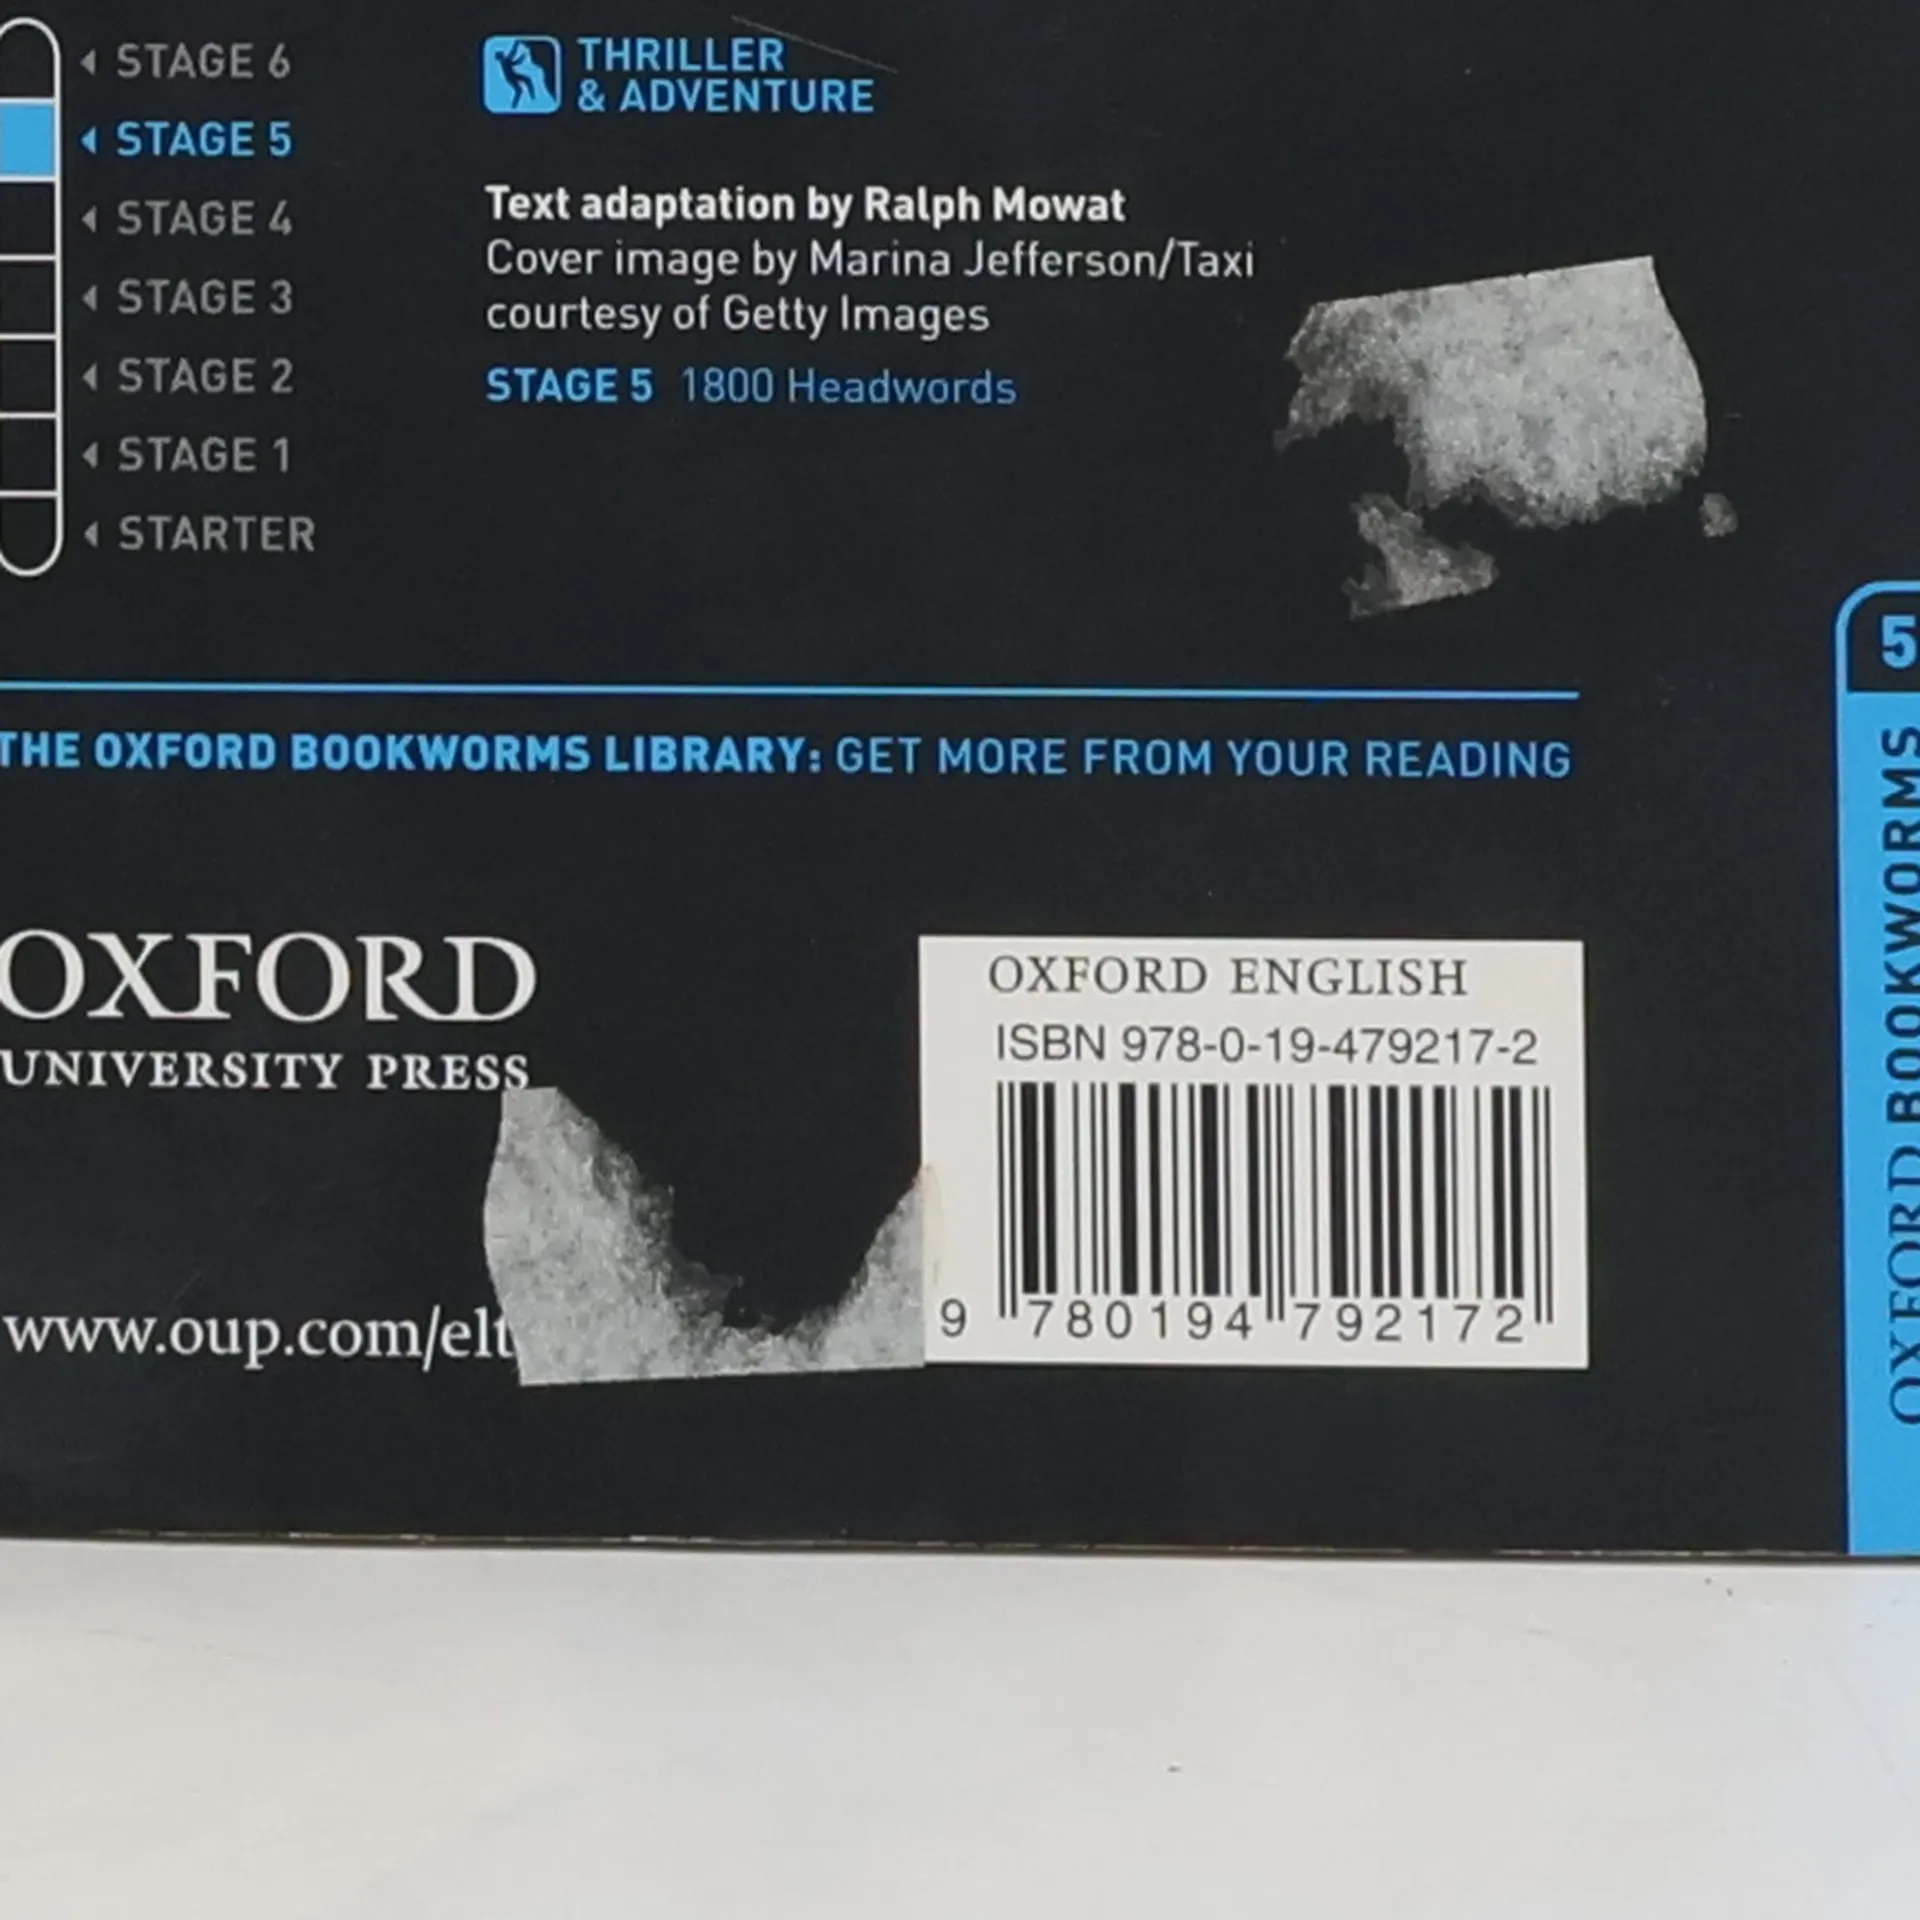 STAGE 6
STAGE 5
STAGE 4
STAGE 3
STAGE 2
STAGE 1
STARTER
THRILLER
& ADVENTURE
Text adaptation by Ralph Mowat
Cover image by Marina Jefferson/Taxi
courtesy of Getty Images
STAGE 5 1800 Headwords
THE OXFORD BOOKWORMS LIBRARY: GET MORE FROM YOUR READING
OXFORD
UNIVERSITY PRESS
www.oup.com/elt
OXFORD ENGLISH
ISBN 978-0-19-479217-2
9 780194 792172
5
OXFORD BOOKWORMS